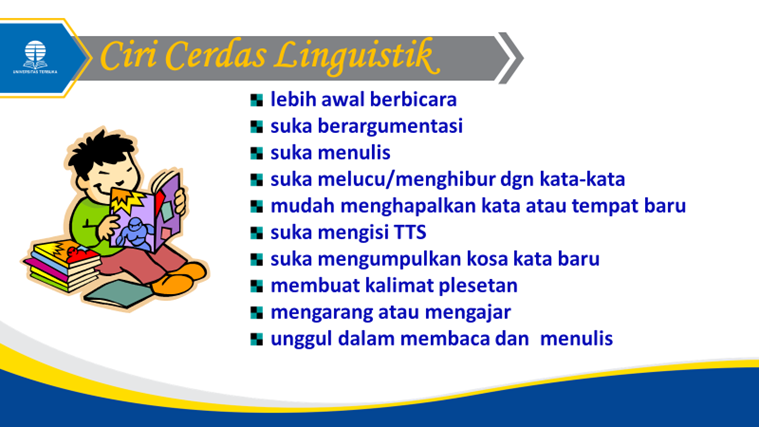 Ciri Cerdas Linguistik
UNIVERSITAS TERBUKA
lebih awal berbicara
suka berargumentasi
suka menulis
suka melucu/menghibur dgn kata-kata
mudah menghapalkan kata atau tempat baru
suka mengisi TTS
suka mengumpulkan kosa kata baru
membuat kalimat plesetan
mengarang atau mengajar
unggul dalam membaca dan menulis